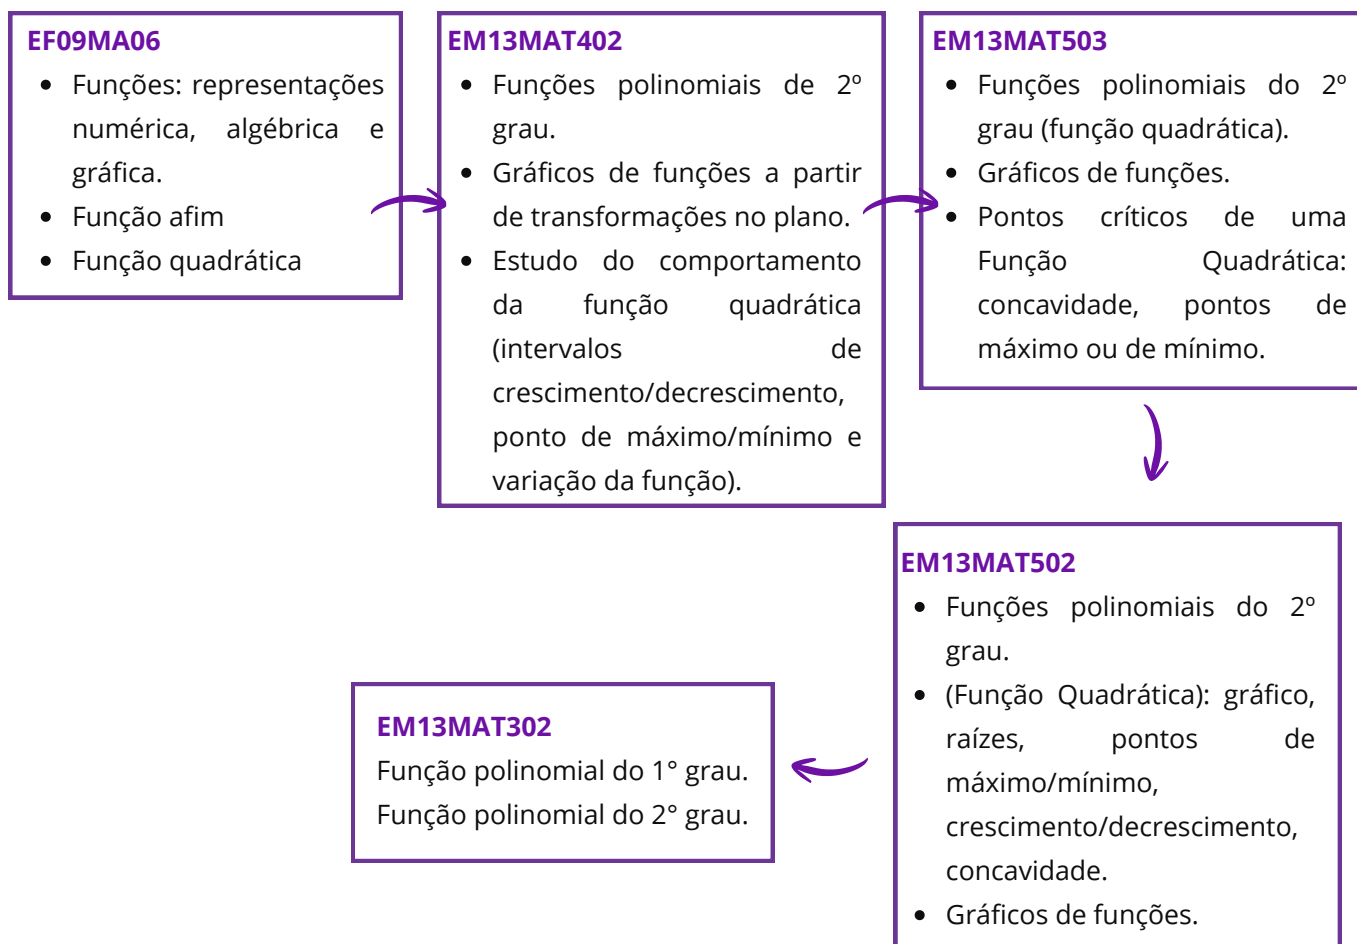 EF09MA06
• Funções: representações
numérica, algébrica e
gráfica.
• Função afim
• Função quadrática
EM13MAT402
• Funções polinomiais de 2º
grau.
• Gráficos de funções a partir
de transformações no plano.
• Estudo do comportamento
da função quadrática
(intervalos de
crescimento/decrescimento,
ponto de máximo/mínimo e
variação da função).
EM13MAT503
• Funções polinomiais do 2º
grau (função quadrática).
• Gráficos de funções.
• Pontos críticos de uma
Função Quadrática:
concavidade, pontos de
máximo ou de mínimo.
EM13MAT502
• Funções polinomiais do 2º
grau.
• (Função Quadrática): gráfico,
raízes, pontos de
máximo/mínimo,
crescimento/decrescimento,
concavidade.
• Gráficos de funções.
EM13MAT302
Função polinomial do 1° grau.
Função polinomial do 2° grau.